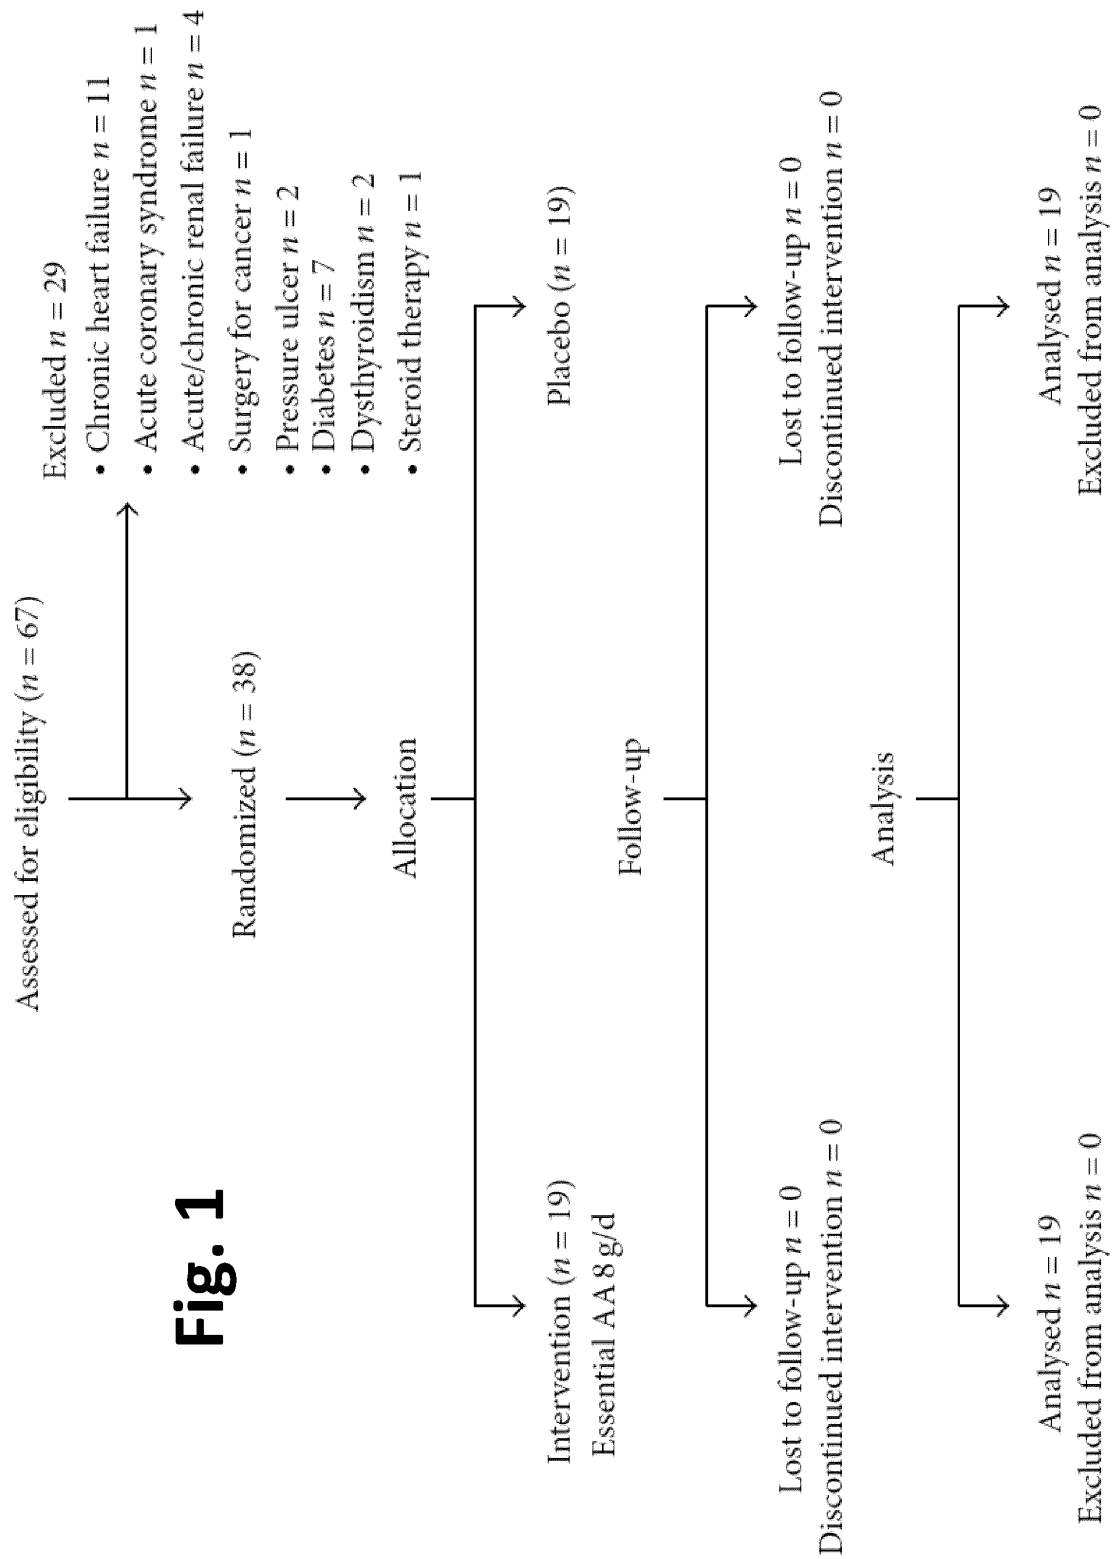 Assessed for eligibility (n = 67)
Excluded n = 29
• Chronic heart failure n = 11
• Acute coronary syndrome n = 1
• Acute/chronic renal failure n = 4
• Surgery for cancer n = 1
• Pressure ulcer n = 2
• Diabetes n = 7
• Dysthyroidism n = 2
• Steroid therapy n = 1
Fig. 1
Randomized (n = 38)
Allocation
Intervention (n = 19)
Essential AA 8 g/d
Placebo (n = 19)
Follow-up
Lost to follow-up n = 0
Discontinued intervention n = 0
Lost to follow-up n = 0
Discontinued intervention n = 0
Analysis
Analysed n = 19
Excluded from analysis n = 0
Analysed n = 19
Excluded from analysis n = 0